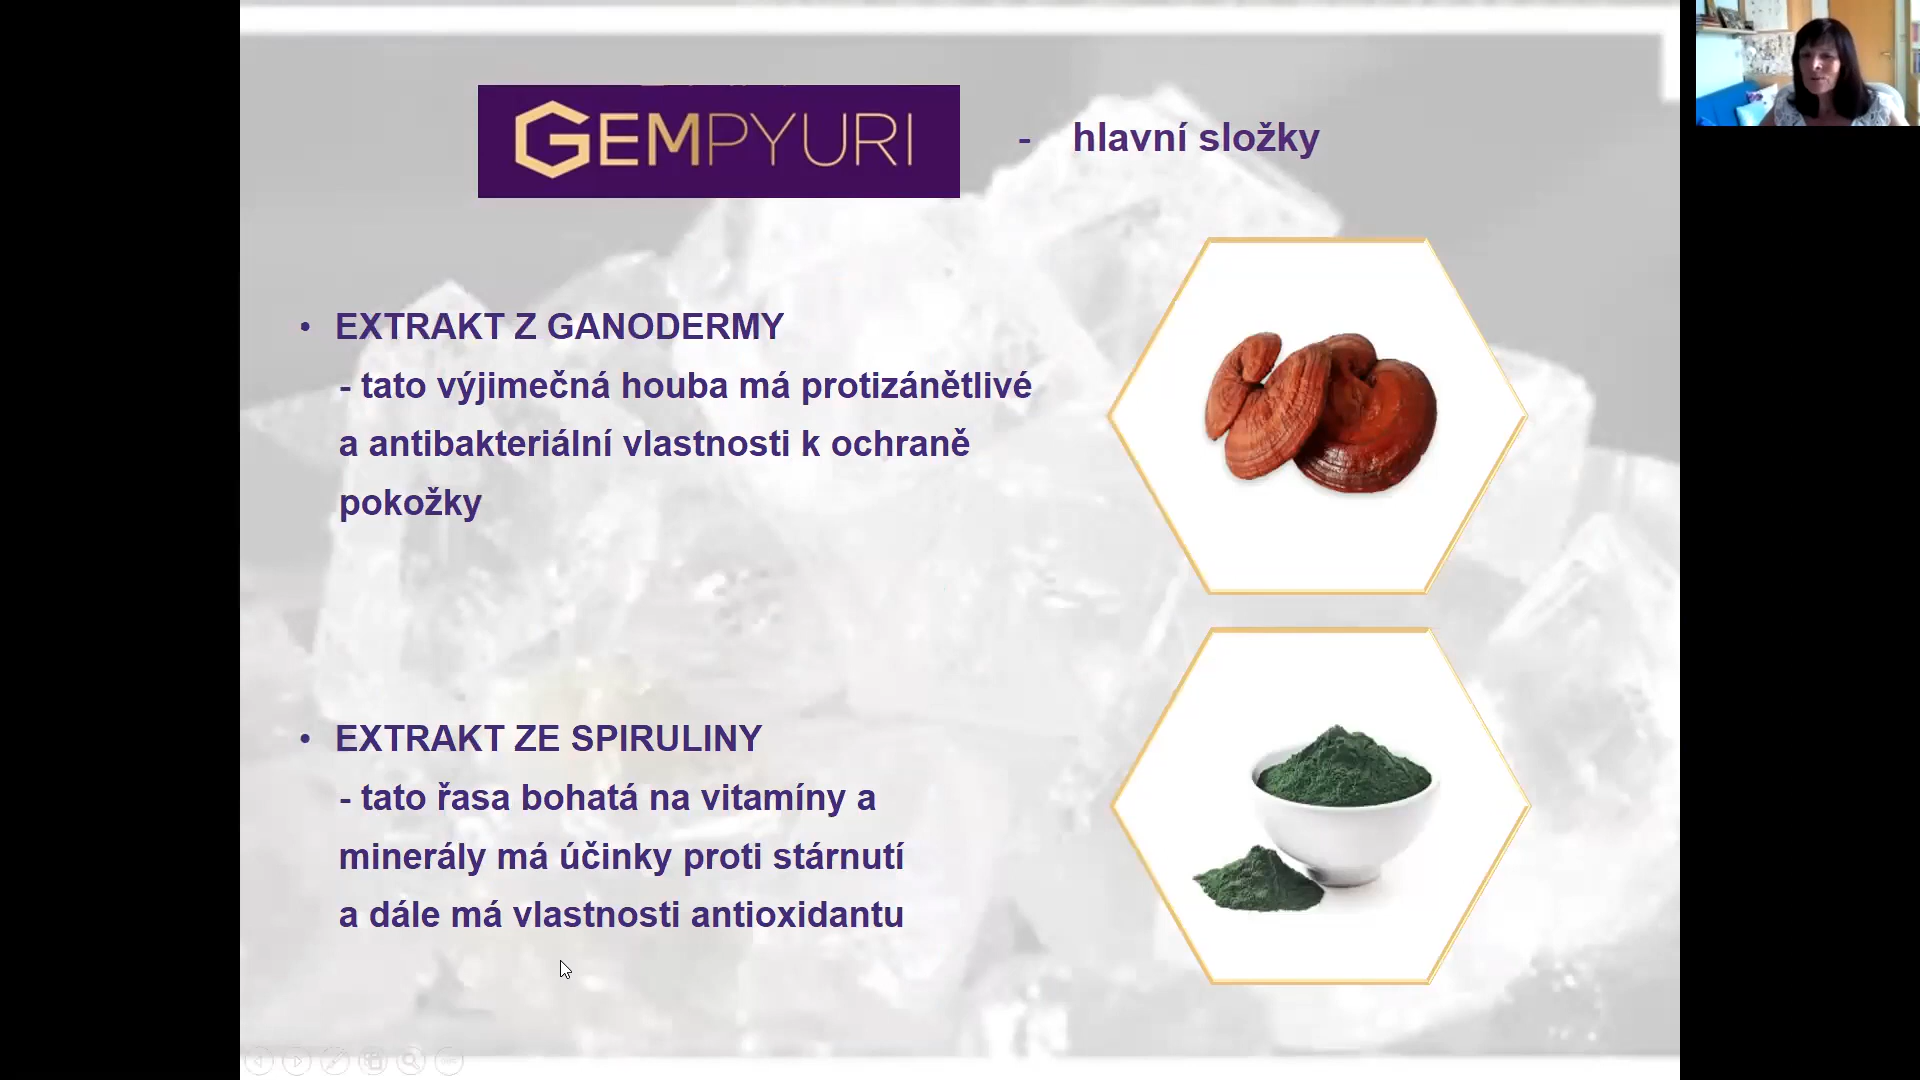 GEMPYURI
- hlavní složky
• EXTRAKT Z GANODERMY
- tato výjimečná houba má protizánětlivé
a antibakteriální vlastnosti k ochraně
pokožky
• EXTRAKT ZE SPIRULINY
- tato řasa bohatá na vitamíny a
minerály má účinky proti stárnutí
a dále má vlastnosti antioxidantu